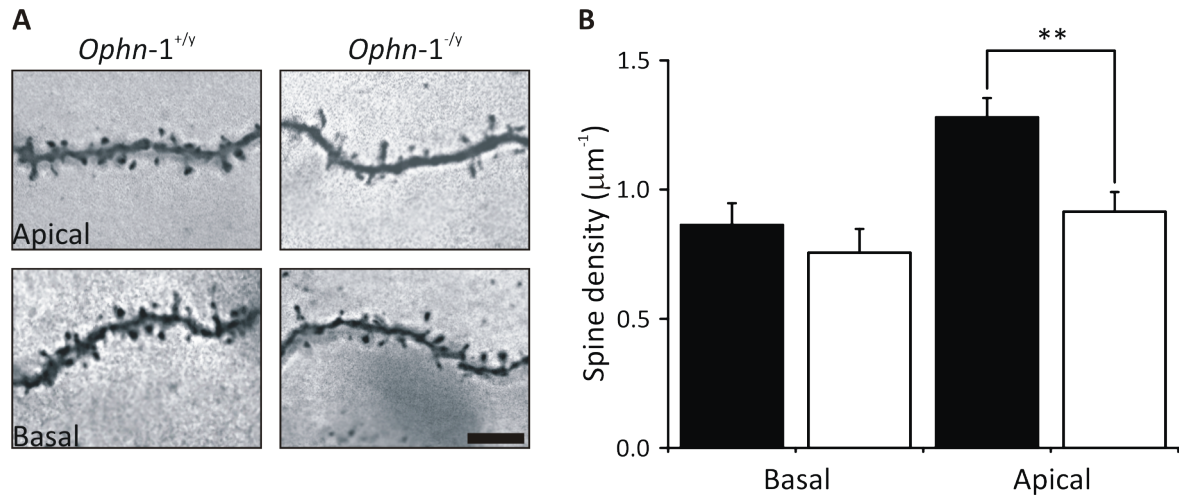 A
Ophn-1+/y
Ophn-1-/y
Apical
Basal
B
**
Spine density (µm-1)
1.5
1.0
0.5
0.0
Basal
Apical